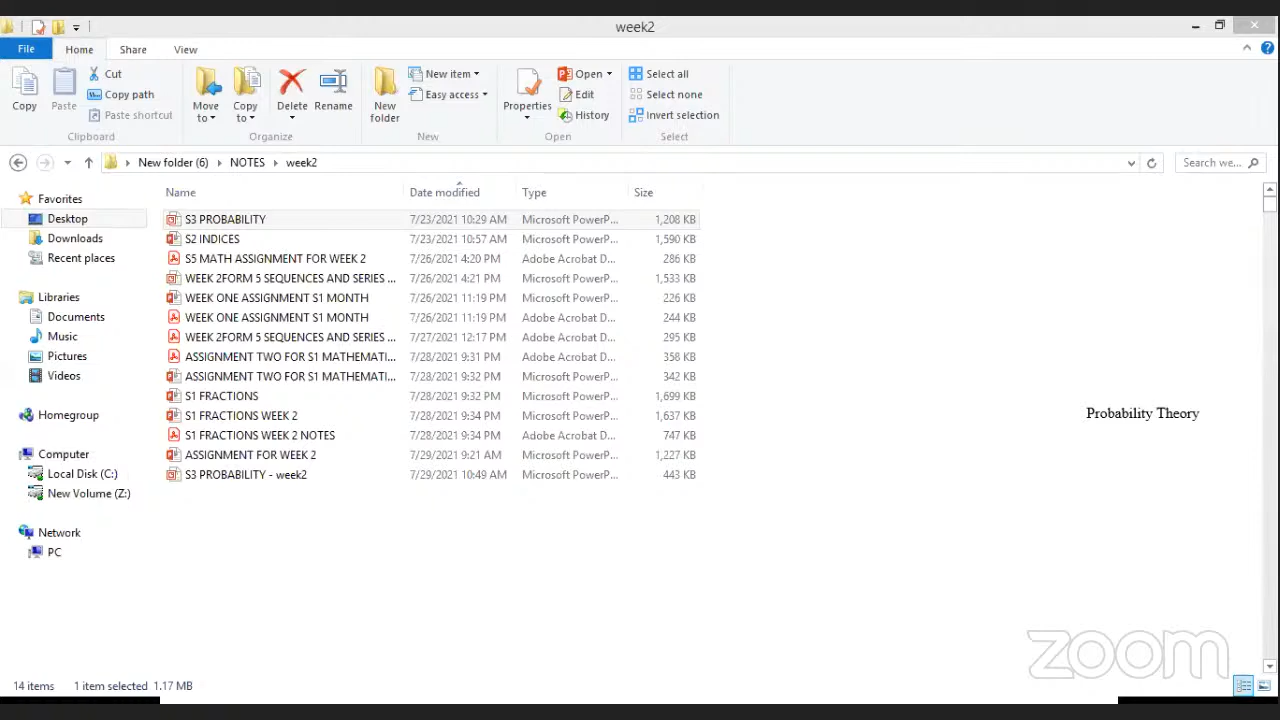 week2
File Home Share View
Copy Paste Cut Copy path Paste shortcut Clipboard
Move to Copy to Delete Rename Organize
New folder New item Easy access New
Properties Open Edit History Open
Select all Select none Invert selection Select
New folder (6) NOTES week2 Search we...
Favorites
Desktop
Downloads
Recent places
Libraries
Documents
Music
Pictures
Videos
Homegroup
Computer
Local Disk (C:)
New Volume (Z:)
Network
PC
Name Date modified Type Size
S3 PROBABILITY 7/23/2021 10:29 AM Microsoft PowerP... 1,208 KB
S2 INDICES 7/23/2021 10:57 AM Microsoft PowerP... 1,590 KB
S5 MATH ASSIGNMENT FOR WEEK 2 7/26/2021 4:20 PM Adobe Acrobat D... 286 KB
WEEK 2FORM 5 SEQUENCES AND SERIES ... 7/26/2021 4:21 PM Microsoft PowerP... 1,533 KB
WEEK ONE ASSIGNMENT S1 MONTH 7/26/2021 11:19 PM Microsoft PowerP... 226 KB
WEEK ONE ASSIGNMENT S1 MONTH 7/26/2021 11:19 PM Adobe Acrobat D... 244 KB
WEEK 2FORM 5 SEQUENCES AND SERIES ... 7/27/2021 12:17 PM Adobe Acrobat D... 295 KB
ASSIGNMENT TWO FOR S1 MATHEMATI... 7/28/2021 9:31 PM Adobe Acrobat D... 358 KB
ASSIGNMENT TWO FOR S1 MATHEMATI... 7/28/2021 9:32 PM Microsoft PowerP... 342 KB
S1 FRACTIONS 7/28/2021 9:32 PM Microsoft PowerP... 1,699 KB
S1 FRACTIONS WEEK 2 7/28/2021 9:34 PM Microsoft PowerP... 1,637 KB
S1 FRACTIONS WEEK 2 NOTES 7/28/2021 9:34 PM Adobe Acrobat D... 747 KB
ASSIGNMENT FOR WEEK 2 7/29/2021 9:21 AM Microsoft PowerP... 1,227 KB
S3 PROBABILITY - week2 7/29/2021 10:49 AM Microsoft PowerP... 443 KB
Probability Theory
zoom
14 items 1 item selected 1.17 MB